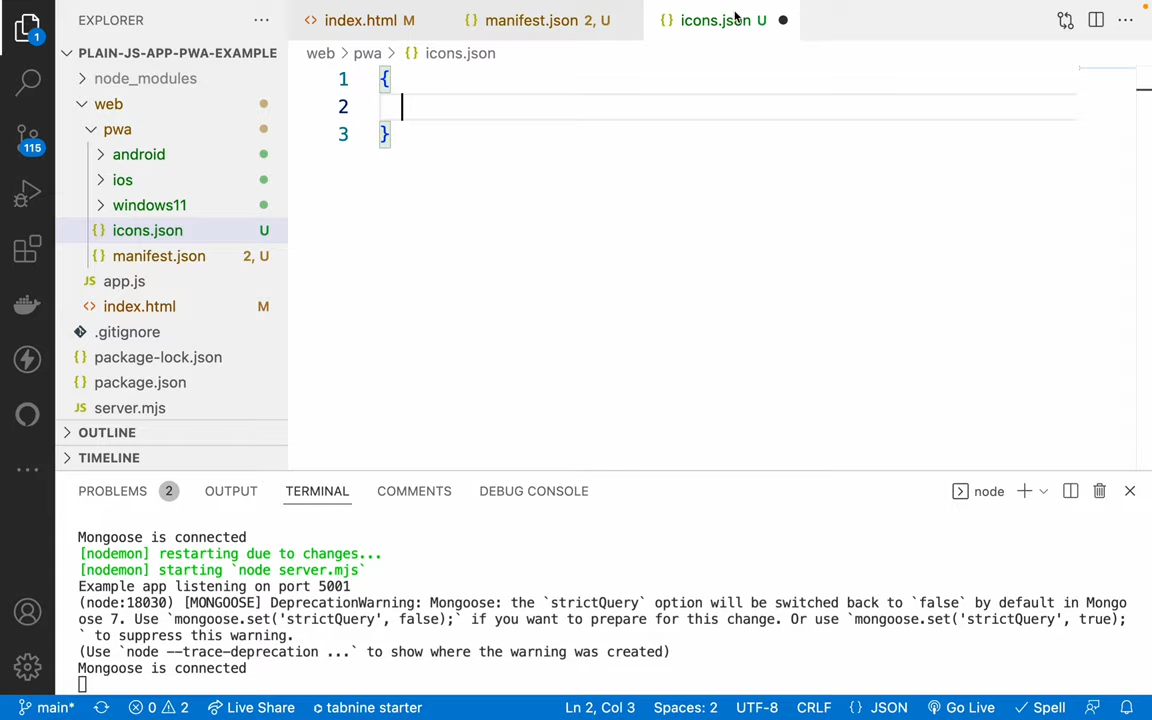 EXPLORER
index.html M
manifest.json 2, U
icons.json U
PLAIN-JS-APP-PWA-EXAMPLE
web > pwa > {} icons.json
node_modules
1 {
web
2
pwa
3 }
android
ios
windows11
{} icons.json U
{} manifest.json 2, U
JS app.js
<> index.html M
.gitignore
{} package-lock.json
{} package.json
JS server.mjs
OUTLINE
TIMELINE
1
115
PROBLEMS 2 OUTPUT TERMINAL COMMENTS DEBUG CONSOLE
node
Mongoose is connected
[nodemon] restarting due to changes...
[nodemon] starting `node server.mjs`
Example app listening on port 5001
(node:18030) [MONGOOSE] DeprecationWarning: Mongoose: the `strictQuery` option will be switched back to `false` by default in Mongo
ose 7. Use `mongoose.set('strictQuery', false);` if you want to prepare for this change. Or use `mongoose.set('strictQuery', true);
` to suppress this warning.
(Use `node --trace-deprecation ...` to show where the warning was created)
Mongoose is connected
main* 0 2 Live Share tabnine starter Ln 2, Col 3 Spaces: 2 UTF-8 CRLF {} JSON Go Live Spell